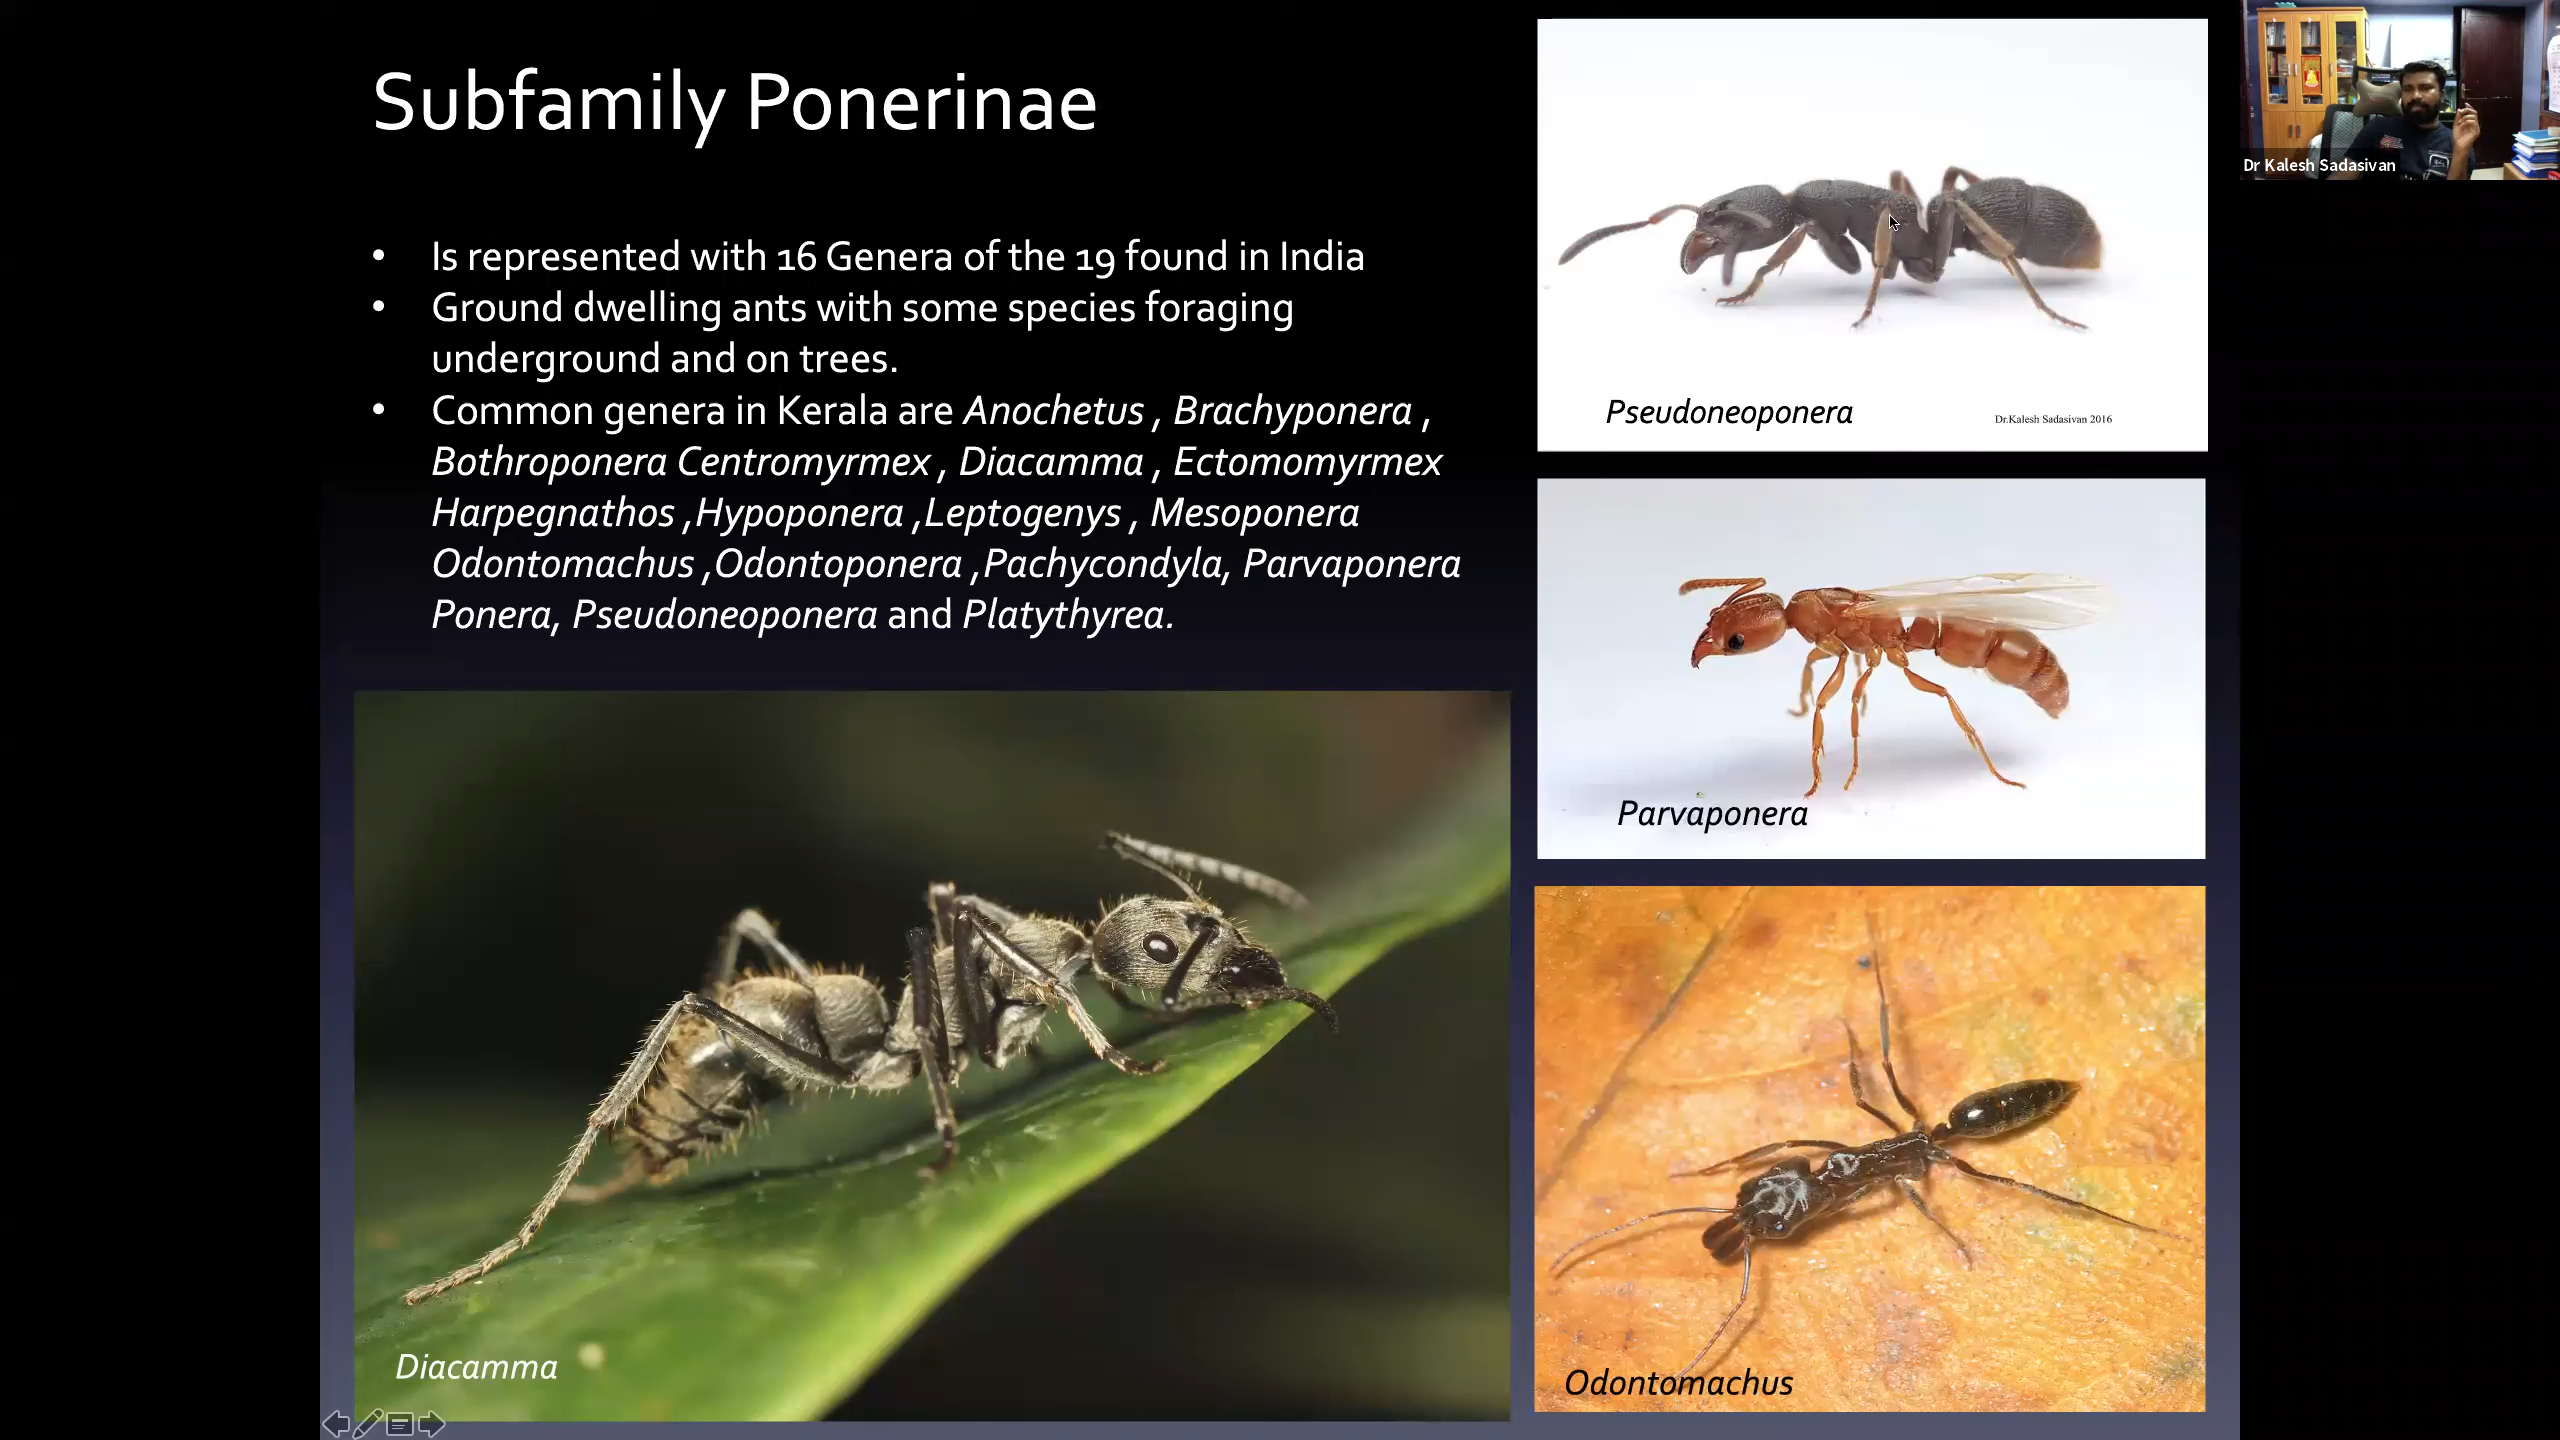 Subfamily Ponerinae
• Is represented with 16 Genera of the 19 found in India
• Ground dwelling ants with some species foraging
underground and on trees.
• Common genera in Kerala are Anochetus , Brachyponera ,
Bothroponera Centromyrmex , Diacamma , Ectomomyrmex
Harpegnathos ,Hypoponera ,Leptogenys , Mesoponera
Odontomachus ,Odontoponera ,Pachycondyla, Parvaponera
Ponera, Pseudoneoponera and Platythyrea.
Diacamma
Pseudoneoponera
Dr.Kalesh Sadasivan 2016
Parvaponera
Odontomachus
Dr Kalesh Sadasivan